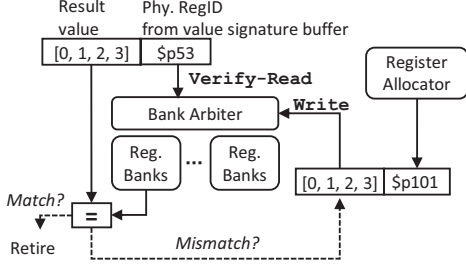 Result value
Phy. RegID from value signature buffer
[0, 1, 2, 3]
$p53
Register Allocator
Verify-Read
Bank Arbiter
Write
Reg. Banks
...
Reg. Banks
[0, 1, 2, 3]
$p101
Match?
=
Retire
Mismatch?